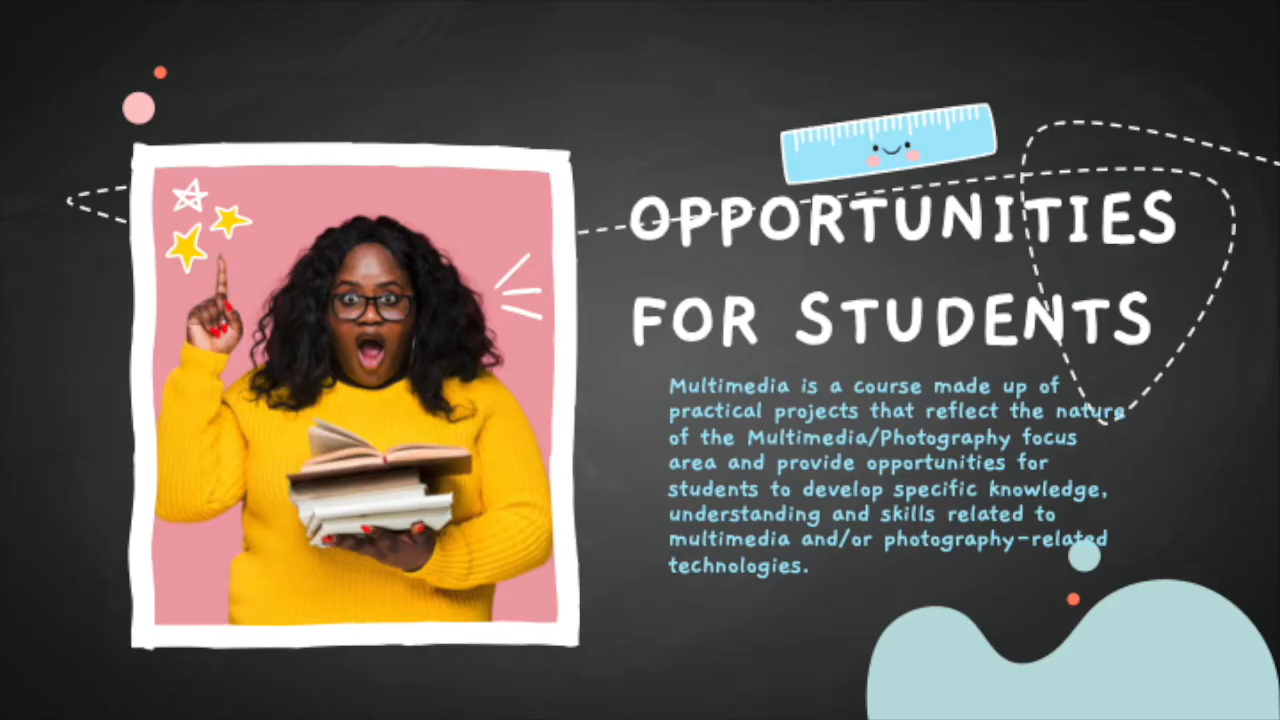 OPPORTUNITIES
FOR STUDENTS
Multimedia is a course made up of
practical projects that reflect the nature
of the Multimedia/Photography focus
area and provide opportunities for
students to develop specific knowledge,
understanding and skills related to
multimedia and/or photography-related
technologies.